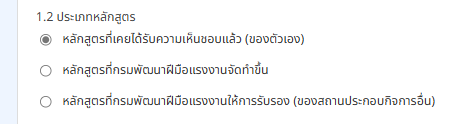 1.2 ประเภทหลักสูตร
หลักสูตรที่เคยได้รับความเห็นชอบแล้ว (ของตัวเอง)
หลักสูตรที่กรมพัฒนาฝีมือแรงงานจัดทำขึ้น
หลักสูตรที่กรมพัฒนาฝีมือแรงงานให้การรับรอง (ของสถานประกอบกิจการอื่น)